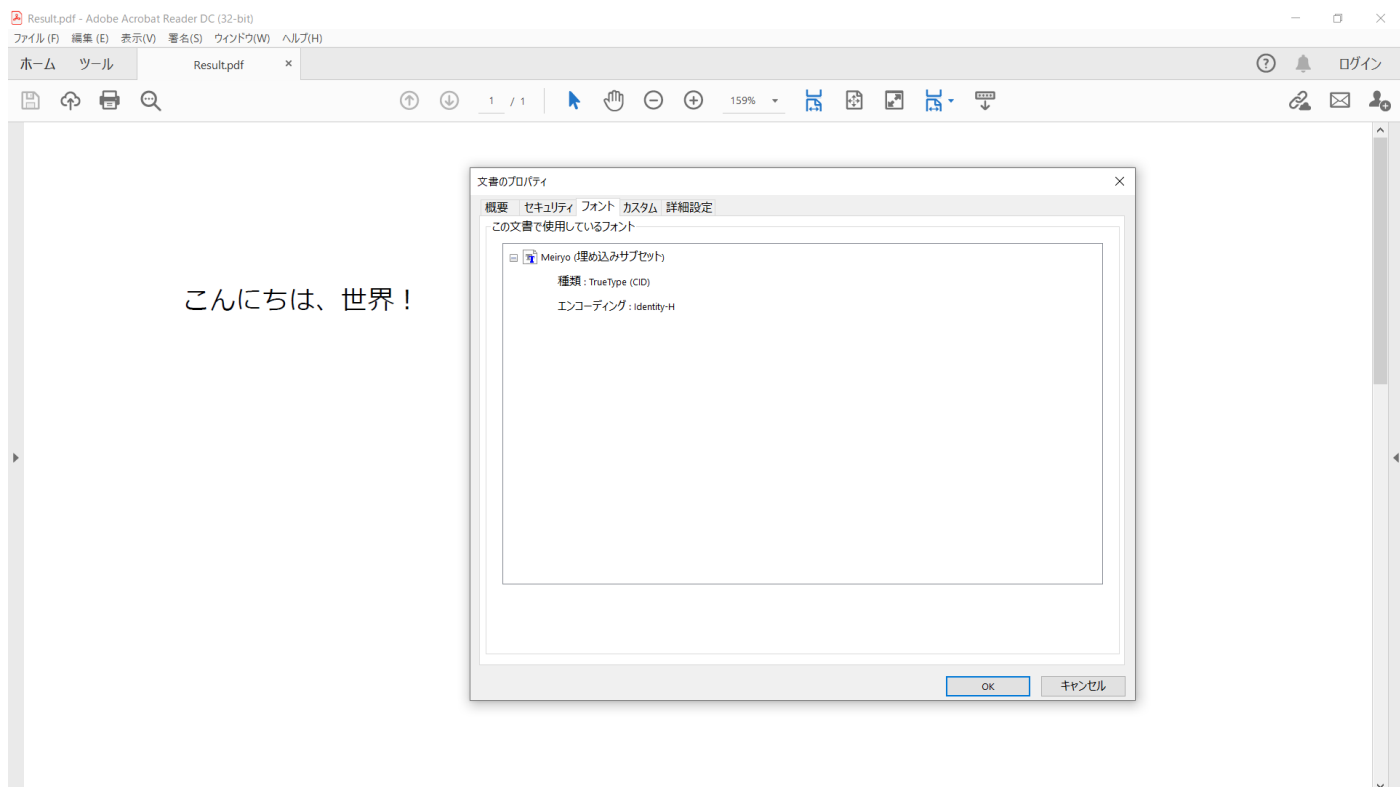 Result.pdf - Adobe Acrobat Reader DC (32-bit)
ファイル (F) 編集 (E) 表示(V) 署名(S) ウィンドウ(W) ヘルプ(H)
ホーム ツール Result.pdf × ? ログイン
1 / 1 159%
文書のプロパティ
概要 セキュリティ フォント カスタム 詳細設定
この文書で使用しているフォント
Meiryo (埋め込みサブセット)
種類 : TrueType (CID)
エンコーディング : Identity-H
こんにちは、世界！
OK キャンセル